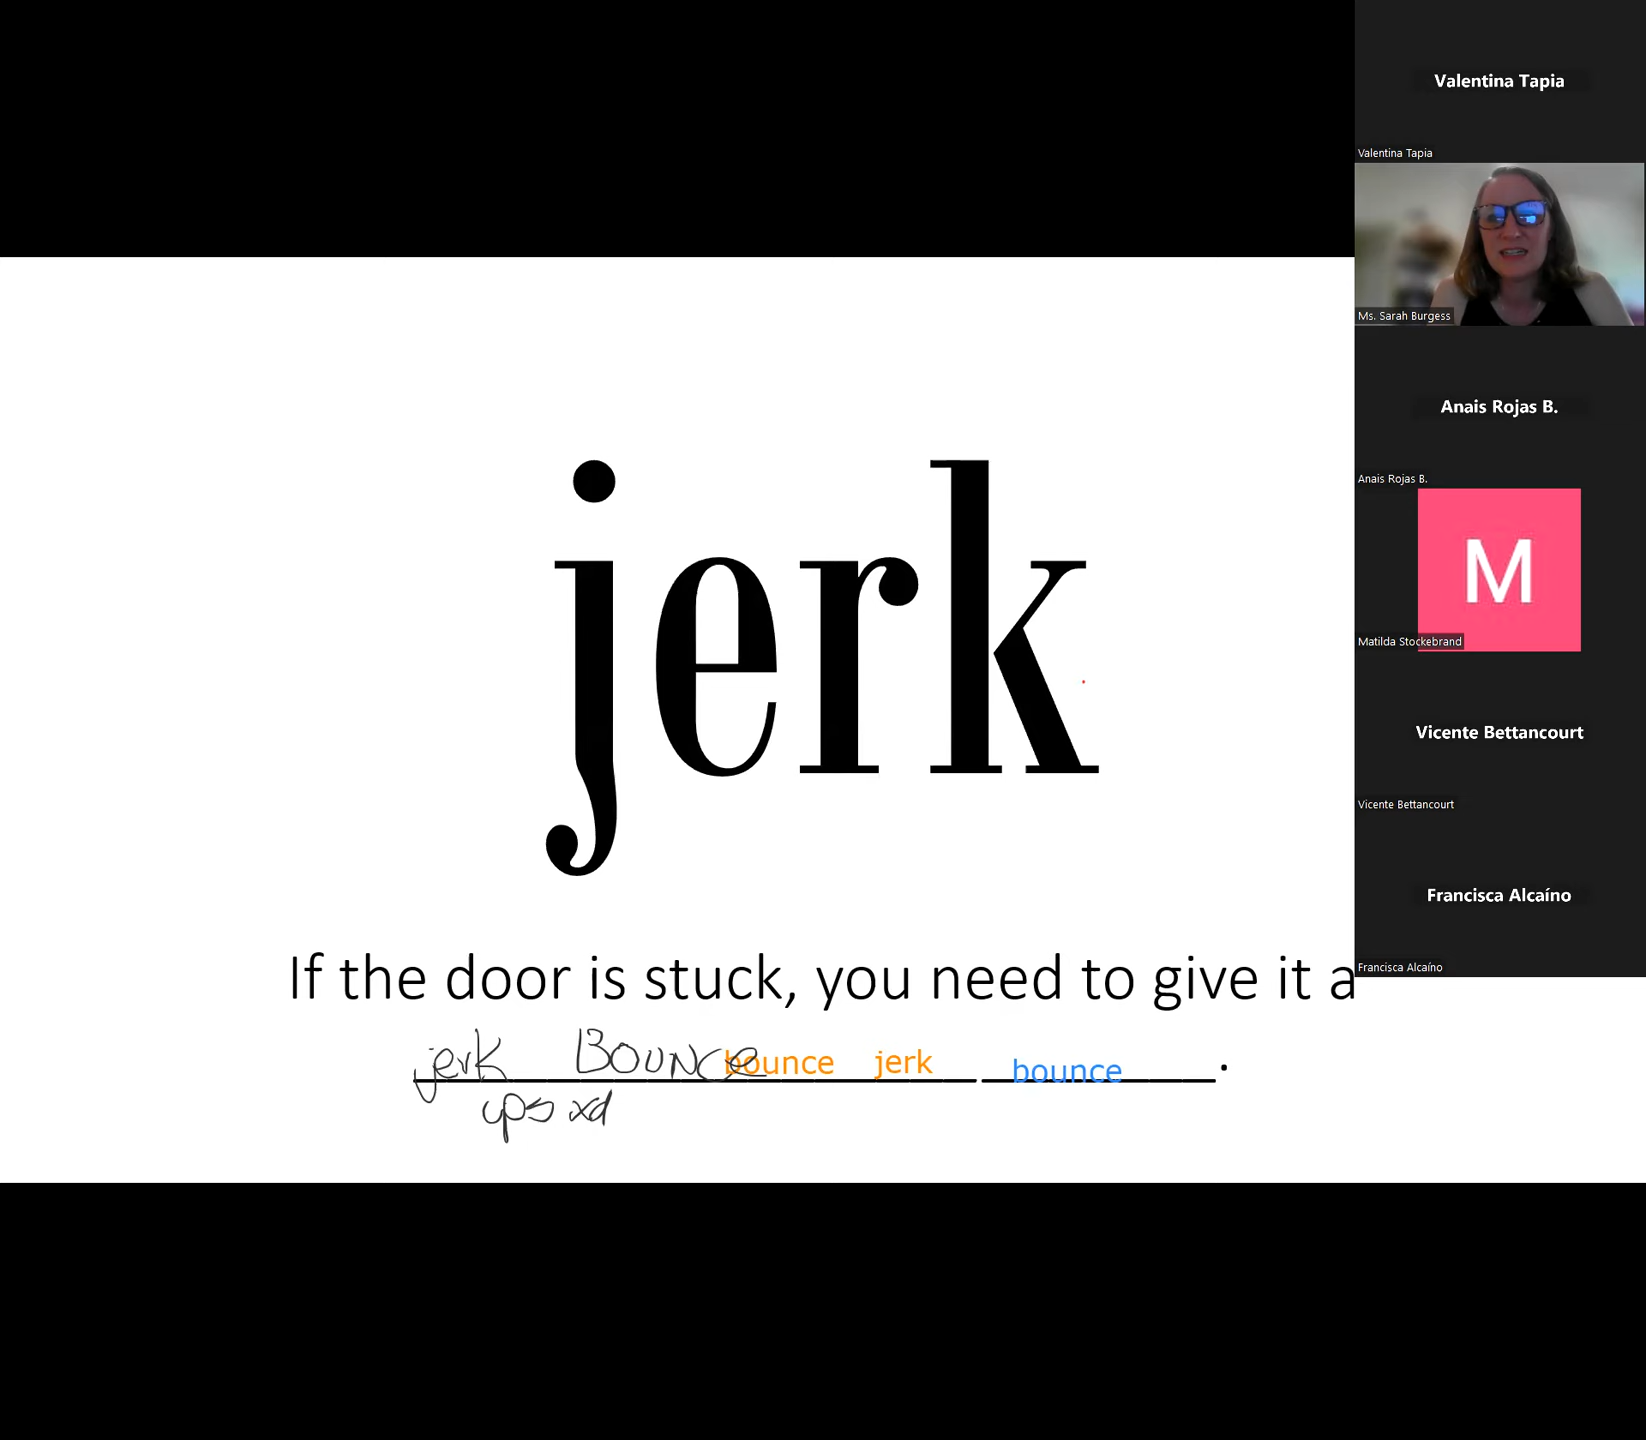 Valentina Tapia
Valentina Tapia
Ms. Sarah Burgess
Anais Rojas B.
Anais Rojas B.
M
Matilda Stockebrand
Vicente Bettancourt
Vicente Bettancourt
Francisca Alcaíno
Francisca Alcaíno
jerk
If the door is stuck, you need to give it a
jerk BOUNCE bounce jerk bounce .
ups xd